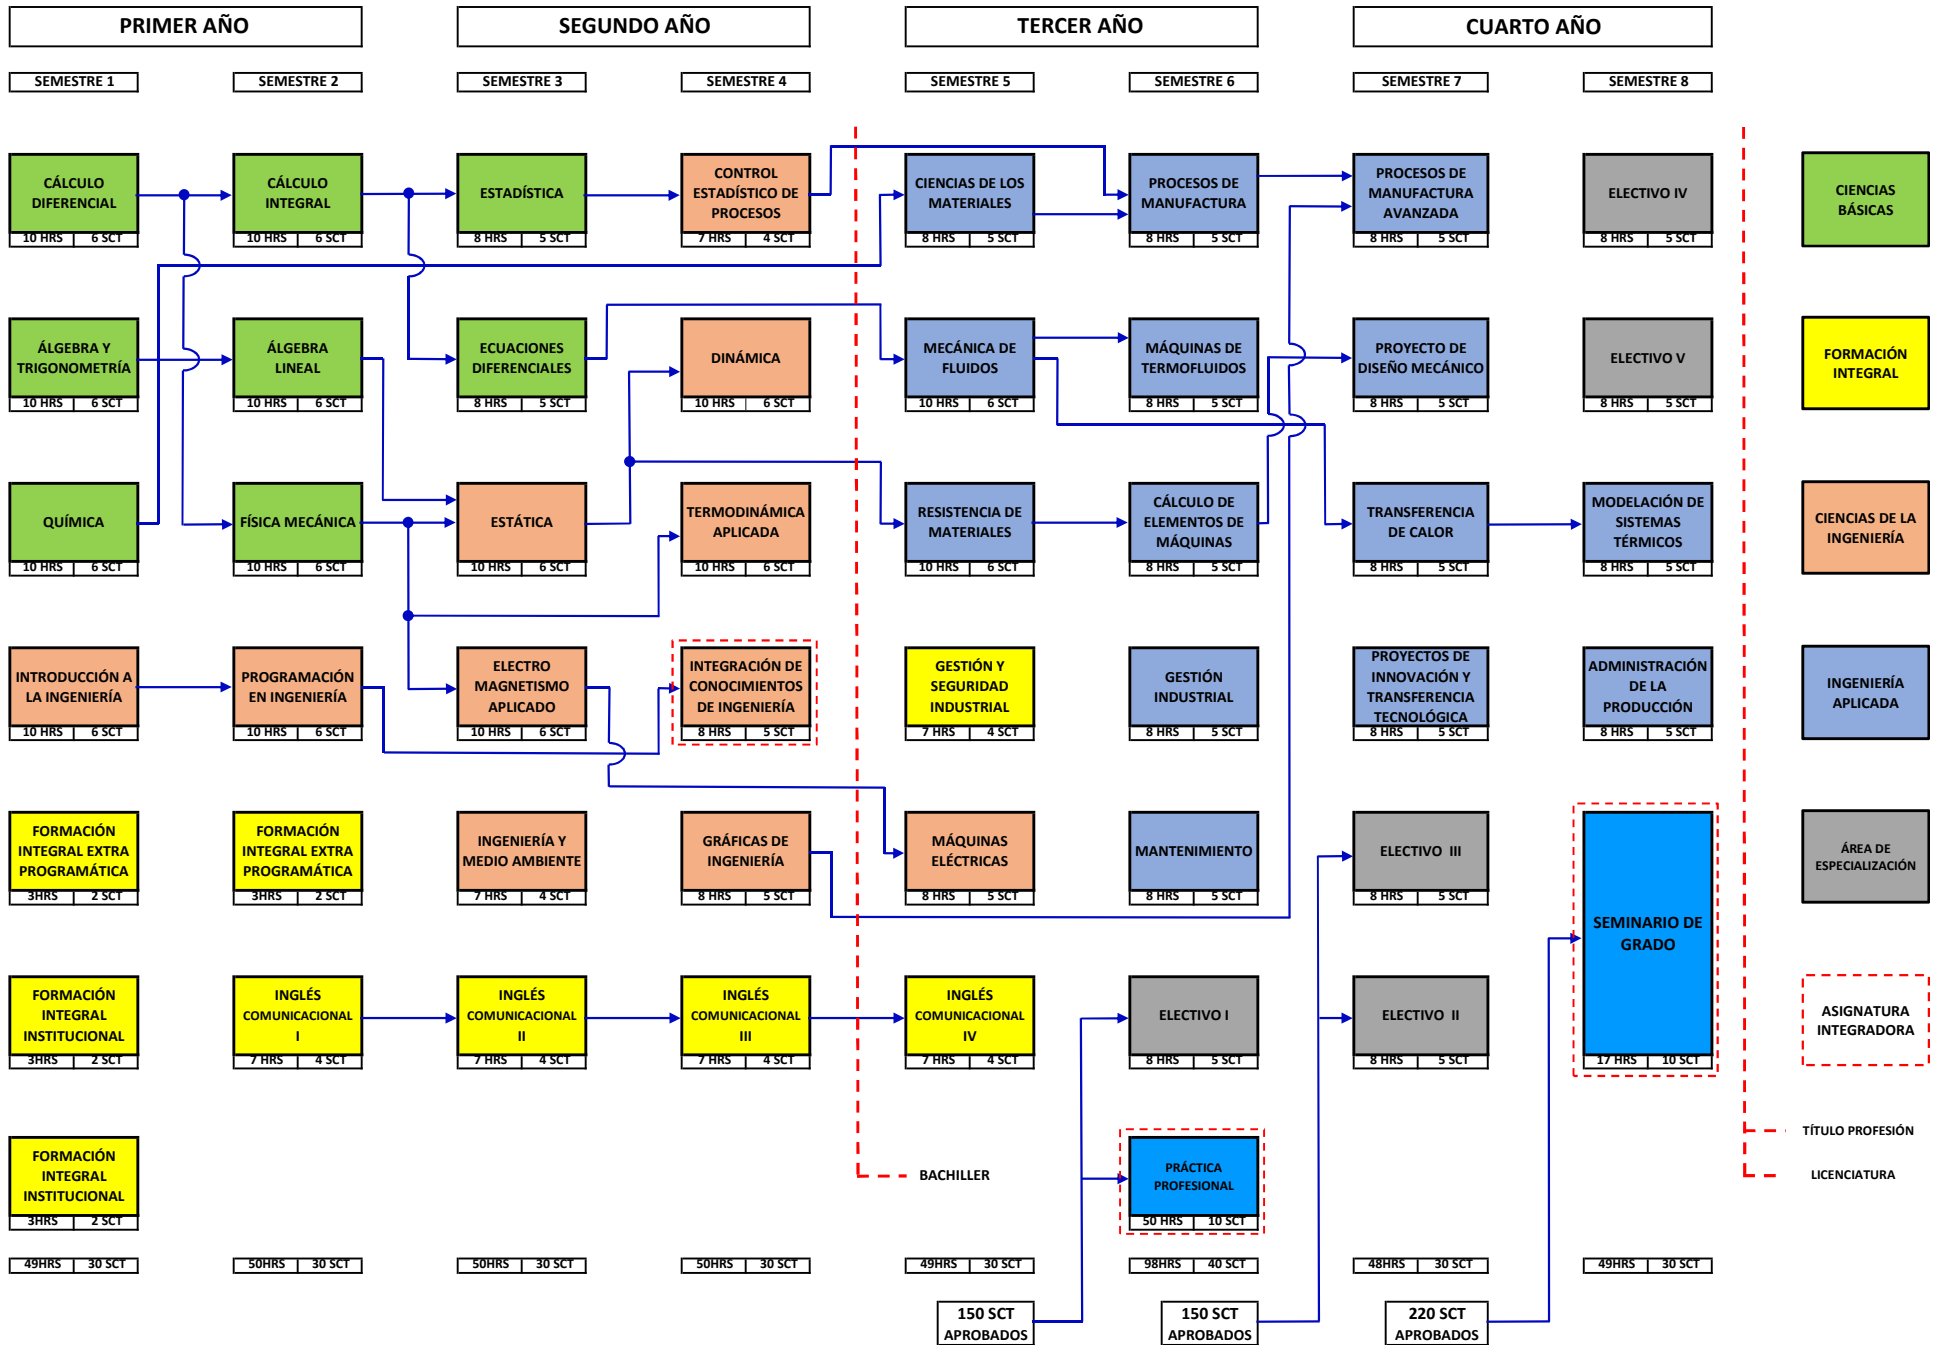 PRIMER AÑO
SEGUNDO AÑO
TERCER AÑO
CUARTO AÑO
SEMESTRE 1
SEMESTRE 2
SEMESTRE 3
SEMESTRE 4
SEMESTRE 5
SEMESTRE 6
SEMESTRE 7
SEMESTRE 8
CÁLCULO
DIFERENCIAL
10 HRS 6 SCT
CÁLCULO
INTEGRAL
10 HRS 6 SCT
ESTADÍSTICA
8 HRS 5 SCT
CONTROL
ESTADÍSTICO DE
PROCESOS
7 HRS 4 SCT
CIENCIAS DE LOS
MATERIALES
8 HRS 5 SCT
PROCESOS DE
MANUFACTURA
8 HRS 5 SCT
PROCESOS DE
MANUFACTURA
AVANZADA
8 HRS 5 SCT
ELECTIVO IV
8 HRS 5 SCT
CIENCIAS
BÁSICAS
ÁLGEBRA Y
TRIGONOMETRÍA
10 HRS 6 SCT
ÁLGEBRA
LINEAL
10 HRS 6 SCT
ECUACIONES
DIFERENCIALES
8 HRS 5 SCT
DINÁMICA
10 HRS 6 SCT
MECÁNICA DE
FLUIDOS
10 HRS 6 SCT
MÁQUINAS DE
TERMOFLUIDOS
8 HRS 5 SCT
PROYECTO DE
DISEÑO MECÁNICO
8 HRS 5 SCT
ELECTIVO V
8 HRS 5 SCT
FORMACIÓN
INTEGRAL
QUÍMICA
10 HRS 6 SCT
FÍSICA MECÁNICA
10 HRS 6 SCT
ESTÁTICA
10 HRS 6 SCT
TERMODINÁMICA
APLICADA
10 HRS 6 SCT
RESISTENCIA DE
MATERIALES
10 HRS 6 SCT
CÁLCULO DE
ELEMENTOS DE
MÁQUINAS
8 HRS 5 SCT
TRANSFERENCIA
DE CALOR
8 HRS 5 SCT
MODELACIÓN DE
SISTEMAS
TÉRMICOS
8 HRS 5 SCT
CIENCIAS DE LA
INGENIERÍA
INTRODUCCIÓN A
LA INGENIERÍA
10 HRS 6 SCT
PROGRAMACIÓN
EN INGENIERÍA
10 HRS 6 SCT
ELECTRO
MAGNETISMO
APLICADO
10 HRS 6 SCT
INTEGRACIÓN DE
CONOCIMIENTOS
DE INGENIERÍA
8 HRS 5 SCT
GESTIÓN Y
SEGURIDAD
INDUSTRIAL
7 HRS 4 SCT
GESTIÓN
INDUSTRIAL
8 HRS 5 SCT
PROYECTOS DE
INNOVACIÓN Y
TRANSFERENCIA
TECNOLÓGICA
8 HRS 5 SCT
ADMINISTRACIÓN
DE LA
PRODUCCIÓN
8 HRS 5 SCT
INGENIERÍA
APLICADA
FORMACIÓN
INTEGRAL EXTRA
PROGRAMÁTICA
3HRS 2 SCT
FORMACIÓN
INTEGRAL EXTRA
PROGRAMÁTICA
3HRS 2 SCT
INGENIERÍA Y
MEDIO AMBIENTE
7 HRS 4 SCT
GRÁFICAS DE
INGENIERÍA
8 HRS 5 SCT
MÁQUINAS
ELÉCTRICAS
8 HRS 5 SCT
MANTENIMIENTO
8 HRS 5 SCT
ELECTIVO III
8 HRS 5 SCT
SEMINARIO DE
GRADO
17 HRS 10 SCT
ÁREA DE
ESPECIALIZACIÓN
FORMACIÓN
INTEGRAL
INSTITUCIONAL
3HRS 2 SCT
INGLÉS
COMUNICACIONAL
I
7 HRS 4 SCT
INGLÉS
COMUNICACIONAL
II
7 HRS 4 SCT
INGLÉS
COMUNICACIONAL
III
7 HRS 4 SCT
INGLÉS
COMUNICACIONAL
IV
7 HRS 4 SCT
ELECTIVO I
8 HRS 5 SCT
ELECTIVO II
8 HRS 5 SCT
ASIGNATURA
INTEGRADORA
FORMACIÓN
INTEGRAL
INSTITUCIONAL
3HRS 2 SCT
BACHILLER
PRÁCTICA
PROFESIONAL
50 HRS 10 SCT
TÍTULO PROFESIÓN
LICENCIATURA
49HRS 30 SCT
50HRS 30 SCT
50HRS 30 SCT
50HRS 30 SCT
49HRS 30 SCT
98HRS 40 SCT
48HRS 30 SCT
49HRS 30 SCT
150 SCT
APROBADOS
150 SCT
APROBADOS
220 SCT
APROBADOS